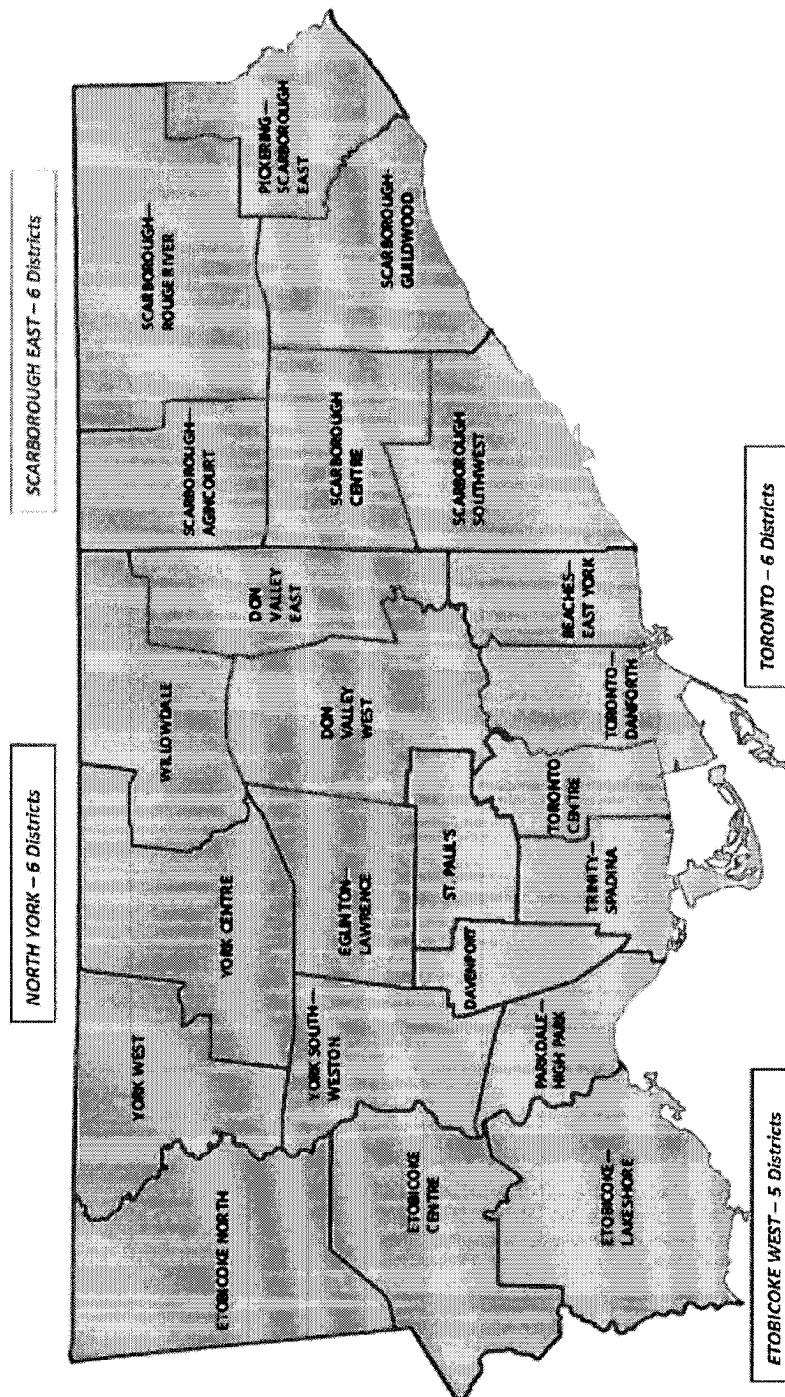 NORTH YORK – 6 Districts
SCARBOROUGH EAST – 6 Districts
YORK WEST
YORK CENTRE
WILLOWDALE
DON
VALLEY
EAST
SCARBOROUGH—
AGINCOURT
SCARBOROUGH—
ROUGE RIVER
PICKERING—
SCARBOROUGH
EAST
ETOBICOKE NORTH
YORK SOUTH—
WESTON
EGLINTON—
LAWRENCE
DON
VALLEY
WEST
SCARBOROUGH
CENTRE
SCARBOROUGH-
GUILDWOOD
ETOBICOKE
CENTRE
DAVENPORT
ST. PAUL'S
SCARBOROUGH
SOUTHWEST
PARKDALE—
HIGH PARK
TRINITY—
SPADINA
TORONTO
CENTRE
TORONTO—
DANFORTH
BEACHES—
EAST YORK
ETOBICOKE—
LAKESHORE
ETOBICOKE WEST – 5 Districts
TORONTO – 6 Districts